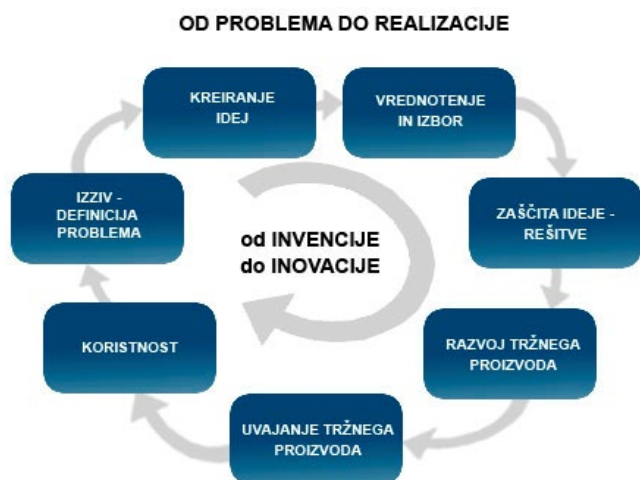 OD PROBLEMA DO REALIZACIJE
KREIRANJE
IDEJ
VREDNOTENJE
IN IZBOR
IZZIV -
DEFINICIJA
PROBLEMA
ZAŠČITA IDEJE -
REŠITVE
od INVENCIJE
do INOVACIJE
KORISTNOST
RAZVOJ TRŽNEGA
PROIZVODA
UVAJANJE TRŽNEGA
PROIZVODA